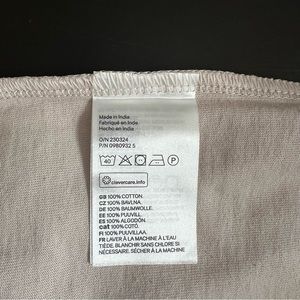 Made in India
Fabriqué en Inde
Hecho en India
O/N 230324
P/N 0980932 5
40
P
clevercare.info
GB 100% COTTON.
CZ 100% BAVLNA.
DE 100% BAUMWOLLE.
EE 100% PUUVILL.
ES 100% ALGODÓN.
cat 100% COTÓ.
FI 100% PUUVILLAA.
FR LAVER À LA MACHINE À L'EAU
TIÈDE. BLANCHIR SANS CHLORE SI
NÉCESSAIRE. SÉCHER À LA MACHINE